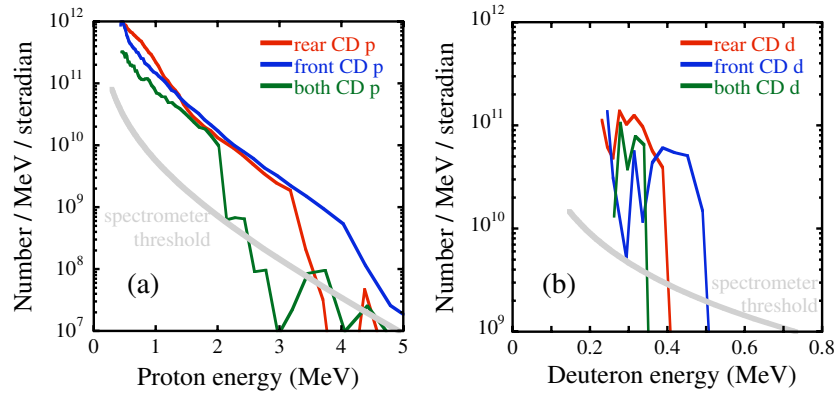 10¹²
10¹¹
10¹⁰
10⁹
10⁸
10⁷
Number / MeV / steradian
rear CD p
front CD p
both CD p
spectrometer
threshold
(a)
0 1 2 3 4 5
Proton energy (MeV)
10¹²
10¹¹
10¹⁰
10⁹
Number / MeV / steradian
rear CD d
front CD d
both CD d
(b)
spectrometer
threshold
0 0.2 0.4 0.6 0.8
Deuteron energy (MeV)